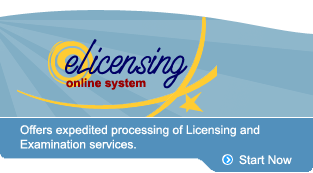 eLicensing
online system
Offers expedited processing of Licensing and
Examination services.
Start Now